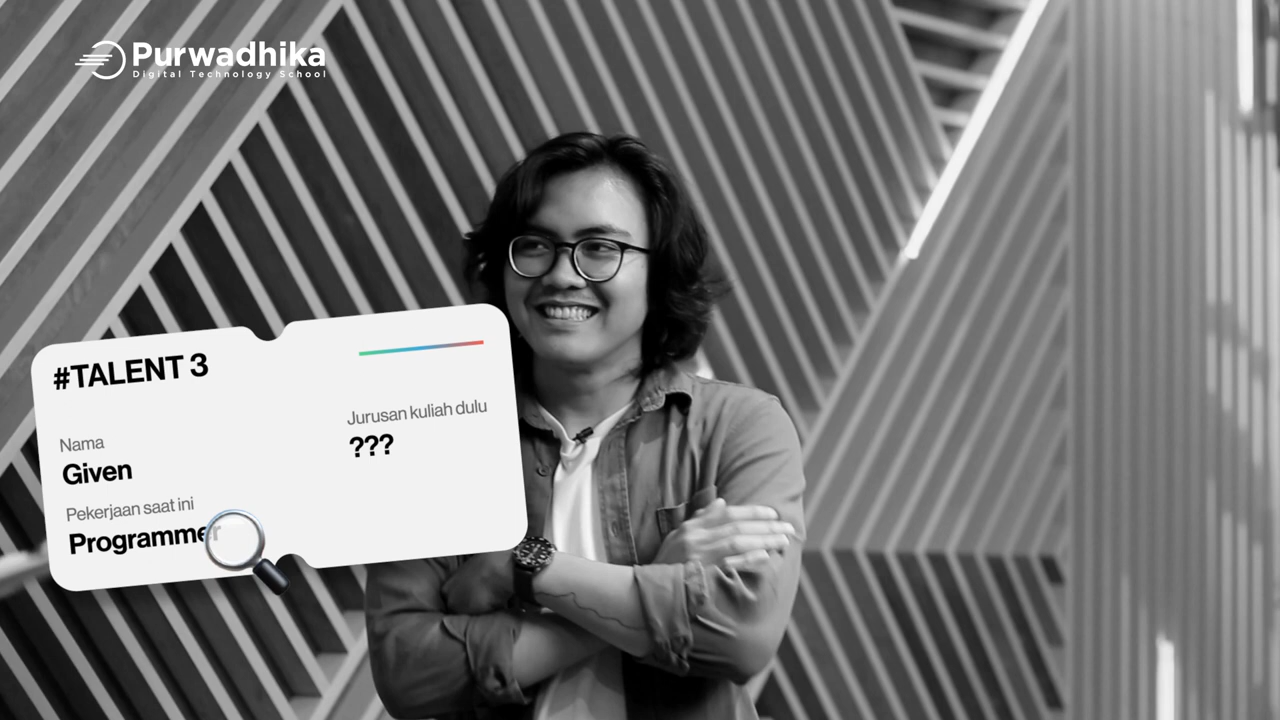 Purwadhika
Digital Technology School
#TALENT 3
Nama
Given
Pekerjaan saat ini
Programmer
Jurusan kuliah dulu
???